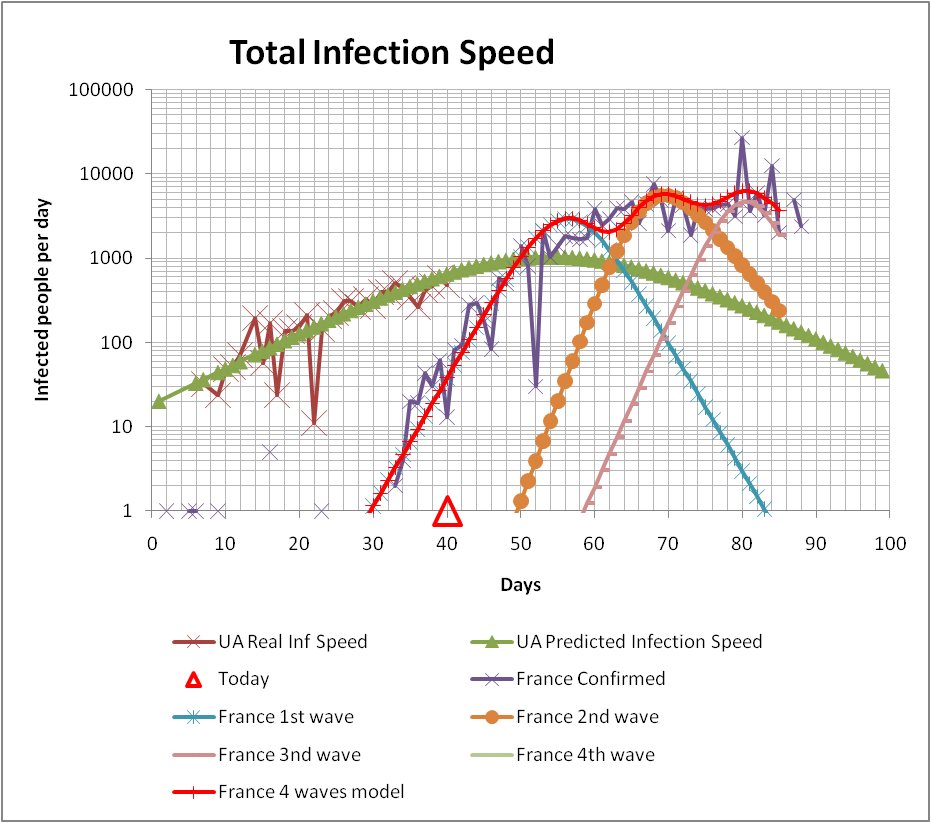 Total Infection Speed
Infected people per day
100000
10000
1000
100
10
1
0 10 20 30 40 50 60 70 80 90 100
Days
UA Real Inf Speed
UA Predicted Infection Speed
Today
France Confirmed
France 1st wave
France 2nd wave
France 3nd wave
France 4th wave
France 4 waves model